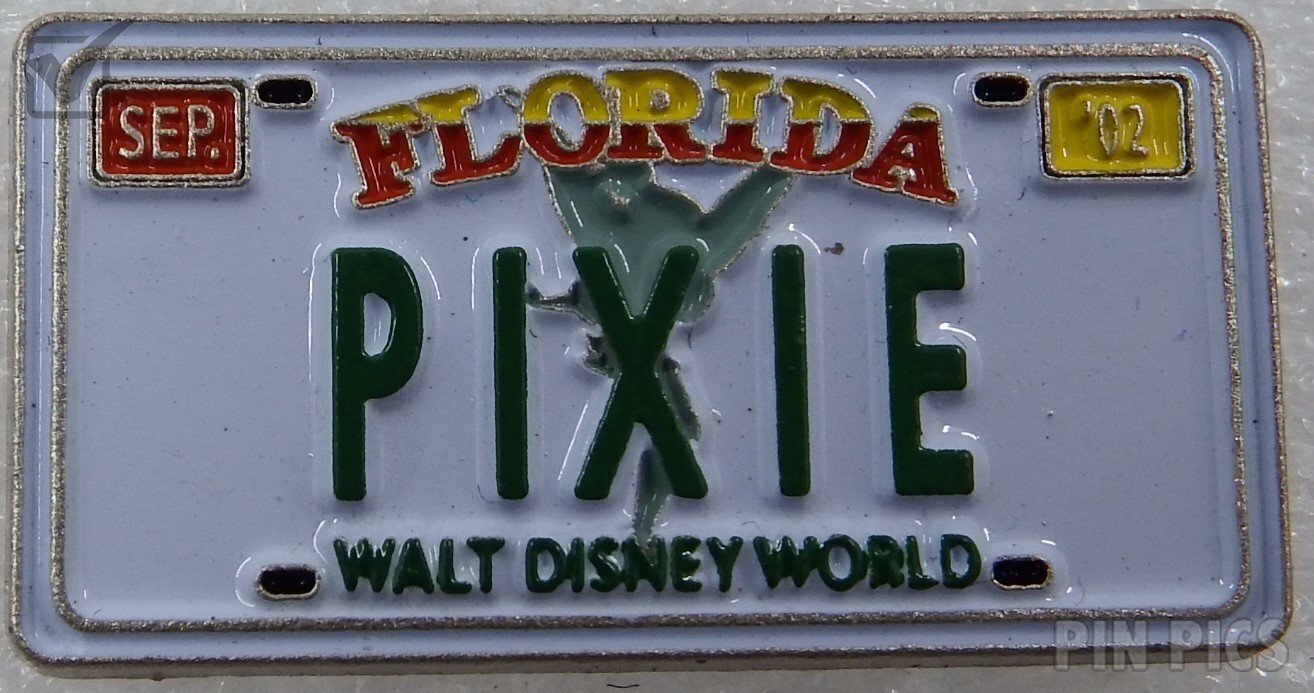 FLORIDA
SEP. '02
PIXIE
WALT DISNEY WORLD
PIN PICS